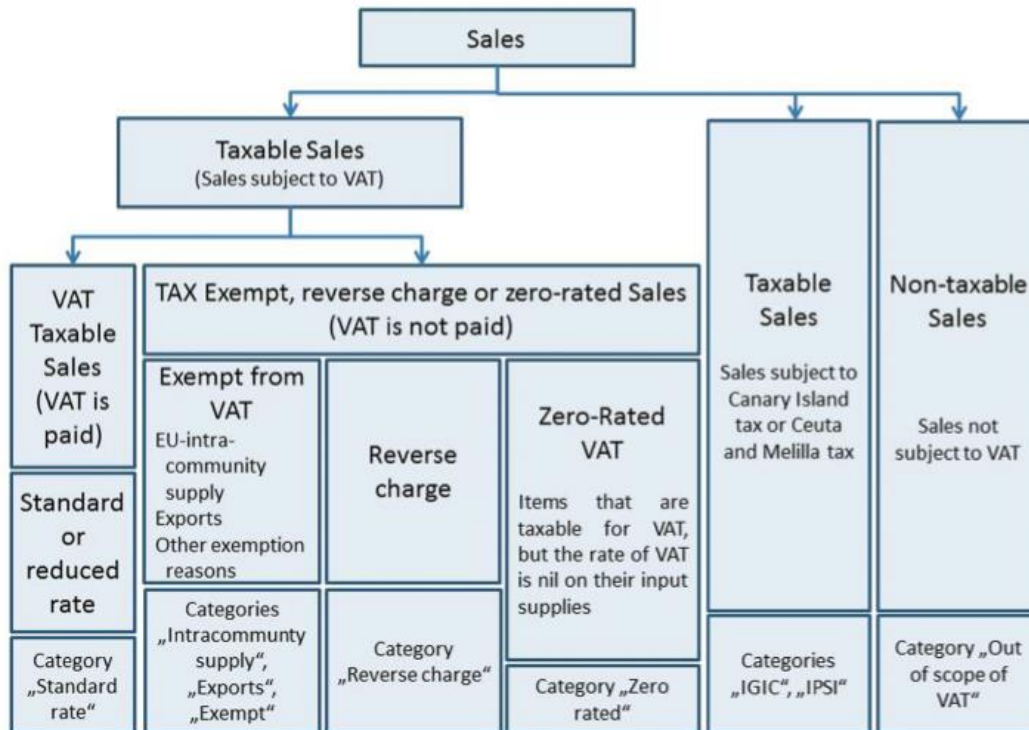 Sales
Taxable Sales
(Sales subject to VAT)
VAT
Taxable
Sales
(VAT is
paid)
Standard
or
reduced
rate
Category
„Standard
rate“
TAX Exempt, reverse charge or zero-rated Sales
(VAT is not paid)
Exempt from
VAT
EU-intra-
community
supply
Exports
Other exemption
reasons
Categories
„Intracommunty
supply“,
„Exports“,
„Exempt“
Reverse
charge
Category
„Reverse charge“
Zero-Rated
VAT
Items that are
taxable for VAT,
but the rate of VAT
is nil on their input
supplies
Category „Zero
rated“
Taxable
Sales
Sales subject to
Canary Island
tax or Ceuta
and Melilla tax
Categories
„IGIC“, „IPSI“
Non-taxable
Sales
Sales not
subject to VAT
Category „Out
of scope of
VAT“